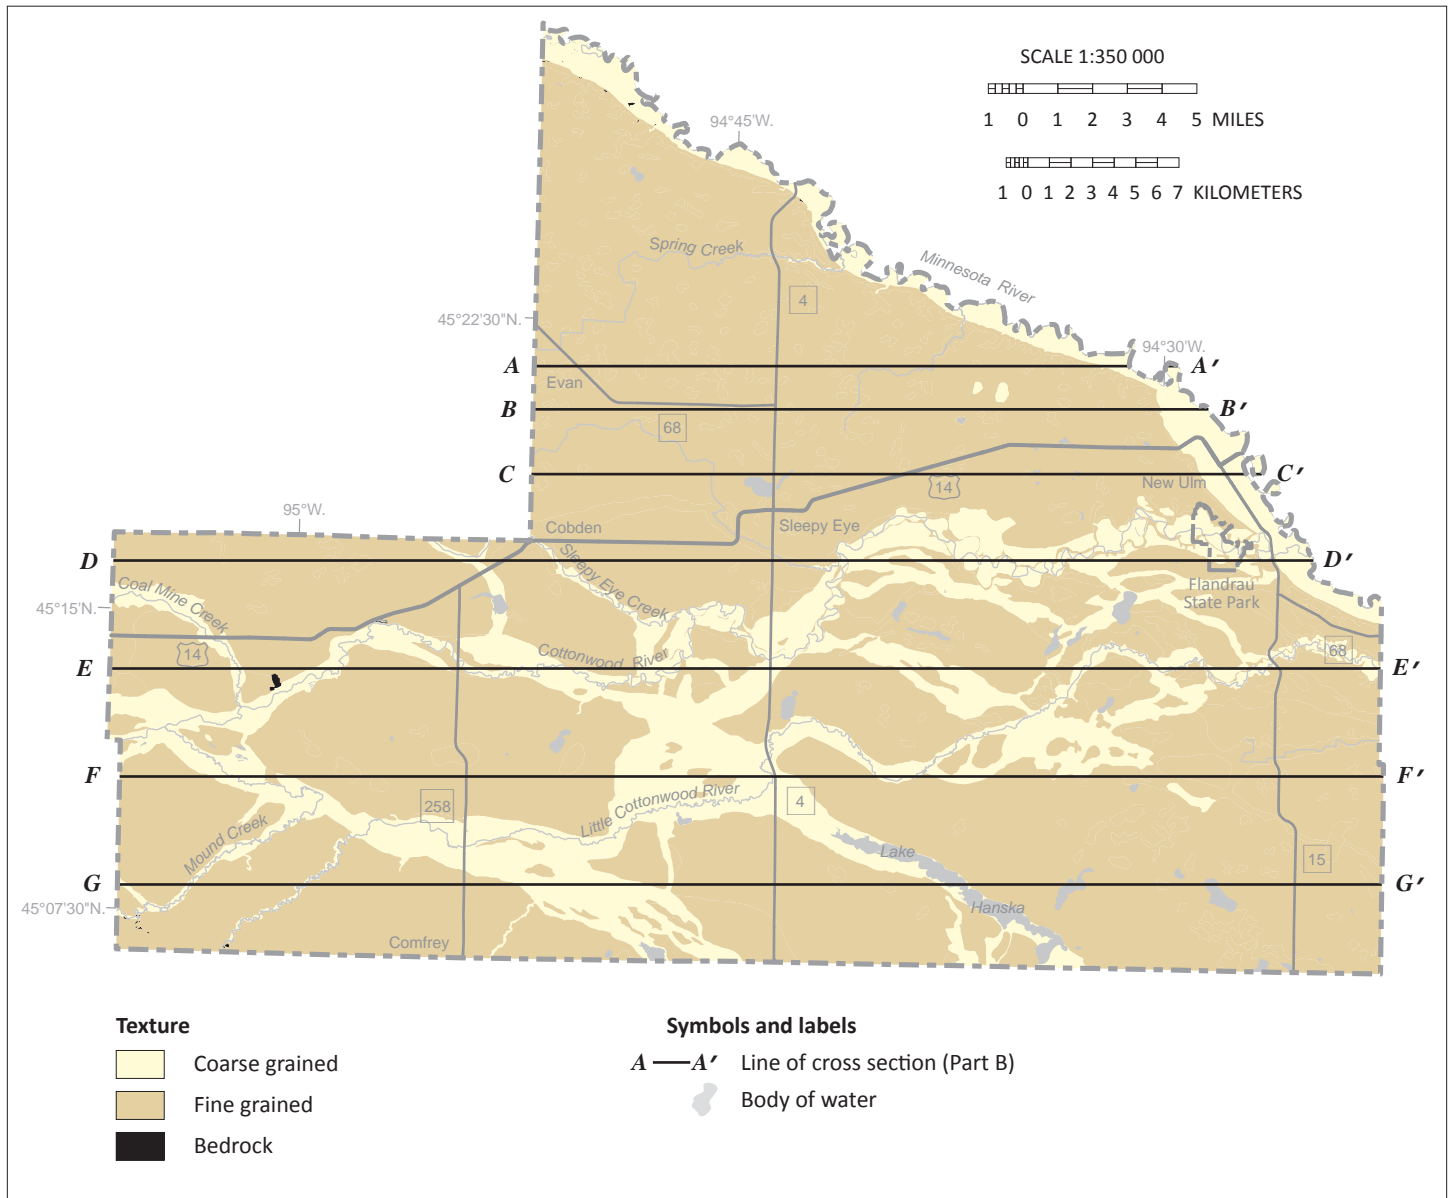 SCALE 1:350 000
1 0 1 2 3 4 5 MILES
1 0 1 2 3 4 5 6 7 KILOMETERS
94°45'W.
Spring Creek
Minnesota River
4
45°22'30"N.
94°30'W.
A
A'
Evan
B
B'
68
C
C'
14
New Ulm
95°W.
Cobden
Sleepy Eye
D
D'
Sleepy Eye Creek
Coal Mine Creek
Flandrau
State Park
45°15'N.
14
Cottonwood River
68
E
E'
F
F'
258
Little Cottonwood River
4
Mound Creek
Lake
15
G
G'
45°07'30"N.
Hanska
Comfrey
Texture
Coarse grained
Fine grained
Bedrock
Symbols and labels
A A' Line of cross section (Part B)
Body of water